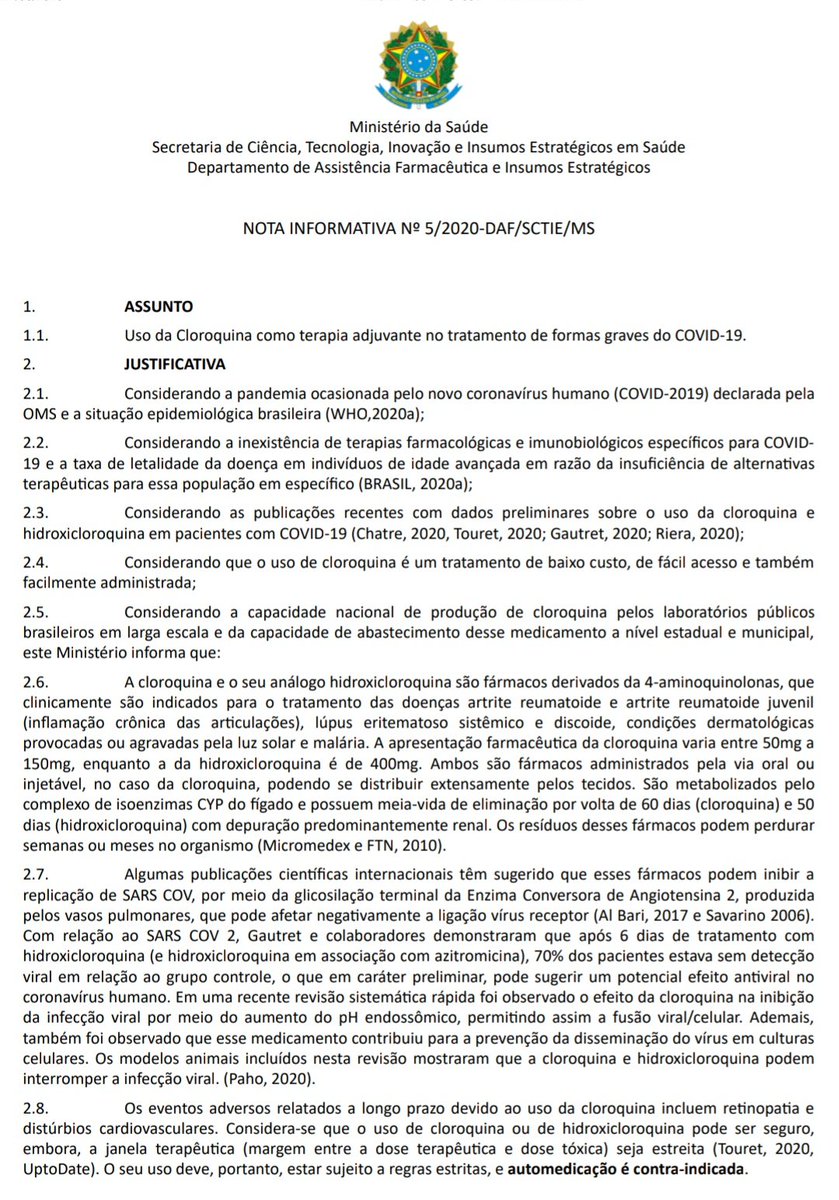 Ministério da Saúde
Secretaria de Ciência, Tecnologia, Inovação e Insumos Estratégicos em Saúde
Departamento de Assistência Farmacêutica e Insumos Estratégicos
NOTA INFORMATIVA Nº 5/2020-DAF/SCTIE/MS
1. ASSUNTO
1.1. Uso da Cloroquina como terapia adjuvante no tratamento de formas graves do COVID-19.
2. JUSTIFICATIVA
2.1. Considerando a pandemia ocasionada pelo novo coronavírus humano (COVID-2019) declarada pela
OMS e a situação epidemiológica brasileira (WHO,2020a);
2.2. Considerando a inexistência de terapias farmacológicas e imunobiológicos específicos para COVID-
19 e a taxa de letalidade da doença em indivíduos de idade avançada em razão da insuficiência de alternativas
terapêuticas para essa população em específico (BRASIL, 2020a);
2.3. Considerando as publicações recentes com dados preliminares sobre o uso da cloroquina e
hidroxicloroquina em pacientes com COVID-19 (Chatre, 2020, Touret, 2020; Gautret, 2020; Riera, 2020);
2.4. Considerando que o uso de cloroquina é um tratamento de baixo custo, de fácil acesso e também
facilmente administrada;
2.5. Considerando a capacidade nacional de produção de cloroquina pelos laboratórios públicos
brasileiros em larga escala e da capacidade de abastecimento desse medicamento a nível estadual e municipal,
este Ministério informa que:
2.6. A cloroquina e o seu análogo hidroxicloroquina são fármacos derivados da 4-aminoquinolonas, que
clinicamente são indicados para o tratamento das doenças artrite reumatoide e artrite reumatoide juvenil
(inflamação crônica das articulações), lúpus eritematoso sistêmico e discoide, condições dermatológicas
provocadas ou agravadas pela luz solar e malária. A apresentação farmacêutica da cloroquina varia entre 50mg a
150mg, enquanto a da hidroxicloroquina é de 400mg. Ambos são fármacos administrados pela via oral ou
injetável, no caso da cloroquina, podendo se distribuir extensamente pelos tecidos. São metabolizados pelo
complexo de isoenzimas CYP do fígado e possuem meia-vida de eliminação por volta de 60 dias (cloroquina) e 50
dias (hidroxicloroquina) com depuração predominantemente renal. Os resíduos desses fármacos podem perdurar
semanas ou meses no organismo (Micromedex e FTN, 2010).
2.7. Algumas publicações científicas internacionais têm sugerido que esses fármacos podem inibir a
replicação de SARS COV, por meio da glicosilação terminal da Enzima Conversora de Angiotensina 2, produzida
pelos vasos pulmonares, que pode afetar negativamente a ligação vírus receptor (Al Bari, 2017 e Savarino 2006).
Com relação ao SARS COV 2, Gautret e colaboradores demonstraram que após 6 dias de tratamento com
hidroxicloroquina (e hidroxicloroquina em associação com azitromicina), 70% dos pacientes estava sem detecção
viral em relação ao grupo controle, o que em caráter preliminar, pode sugerir um potencial efeito antiviral no
coronavírus humano. Em uma recente revisão sistemática rápida foi observado o efeito da cloroquina na inibição
da infecção viral por meio do aumento do pH endossômico, permitindo assim a fusão viral/celular. Ademais,
também foi observado que esse medicamento contribuiu para a prevenção da disseminação do vírus em culturas
celulares. Os modelos animais incluídos nesta revisão mostraram que a cloroquina e hidroxicloroquina podem
interromper a infecção viral. (Paho, 2020).
2.8. Os eventos adversos relatados a longo prazo devido ao uso da cloroquina incluem retinopatia e
distúrbios cardiovasculares. Considera-se que o uso de cloroquina ou de hidroxicloroquina pode ser seguro,
embora, a janela terapêutica (margem entre a dose terapêutica e dose tóxica) seja estreita (Touret, 2020,
UptoDate). O seu uso deve, portanto, estar sujeito a regras estritas, e automedicação é contra-indicada.